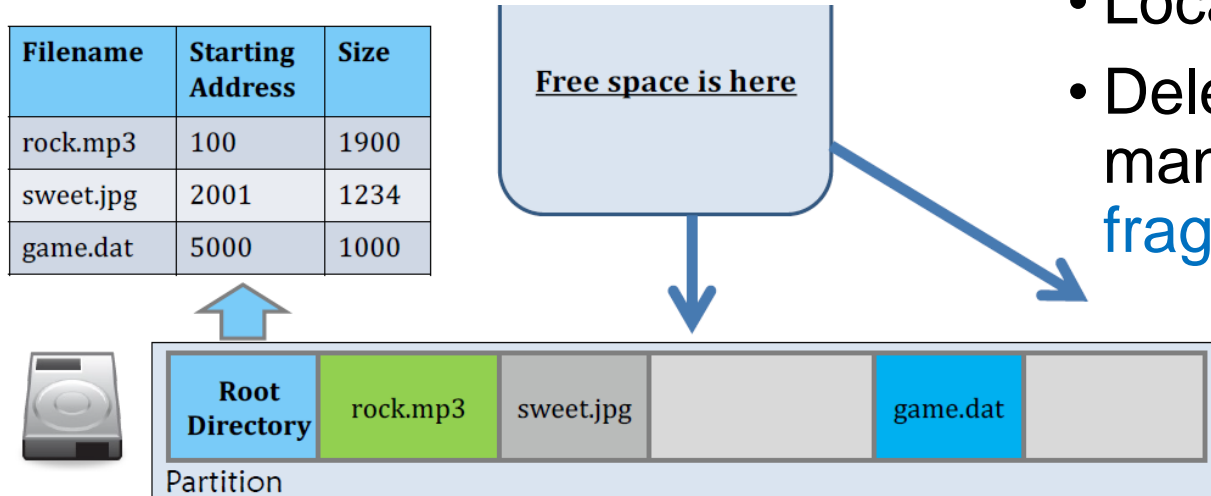 Filename Starting Address Size
rock.mp3 100 1900
sweet.jpg 2001 1234
game.dat 5000 1000
Free space is here
Root Directory
rock.mp3
sweet.jpg
game.dat
Partition
• Loca
• Dele
man
frag